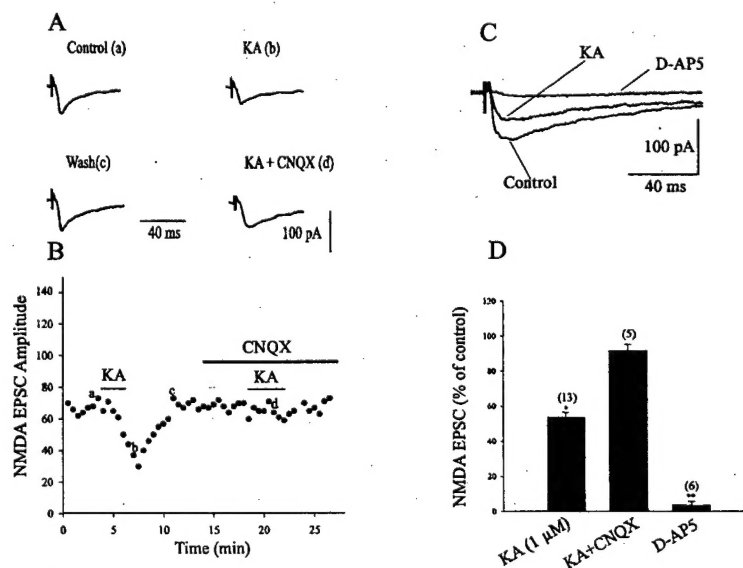 A
Control (a)
KA (b)
Wash(c)
KA + CNQX (d)
40 ms
100 pA
B
NMDA EPSC Amplitude
140
120
100
80
60
40
20
0
CNQX
KA
KA
a
b
c
d
0 5 10 15 20 25
Time (min)
C
KA
D-AP5
Control
100 pA
40 ms
D
NMDA EPSC (% of control)
120
100
80
60
40
20
0
(13)
*
(5)
(6)
**
KA (1 µM)
KA+CNQX
D-AP5